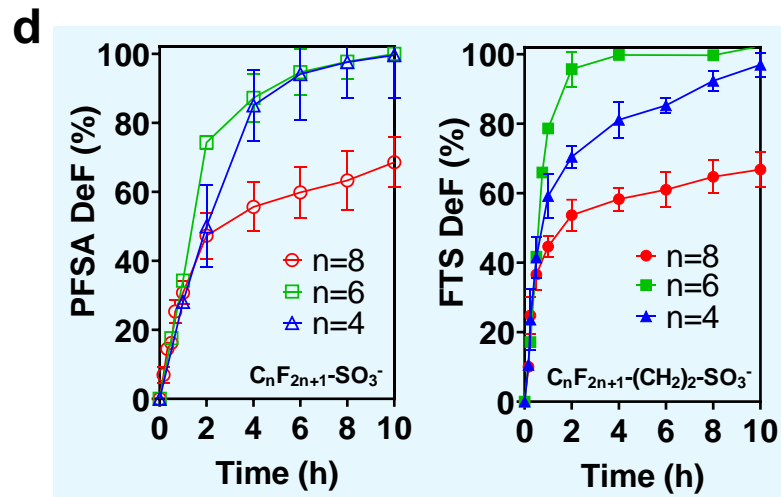 d
PFSA DeF (%)
100
80
60
40
20
0
n=8
n=6
n=4
CₙF₂ₙ₊₁-SO₃⁻
0 2 4 6 8 10
Time (h)
FTS DeF (%)
100
80
60
40
20
0
n=8
n=6
n=4
CₙF₂ₙ₊₁-(CH₂)₂-SO₃⁻
0 2 4 6 8 10
Time (h)